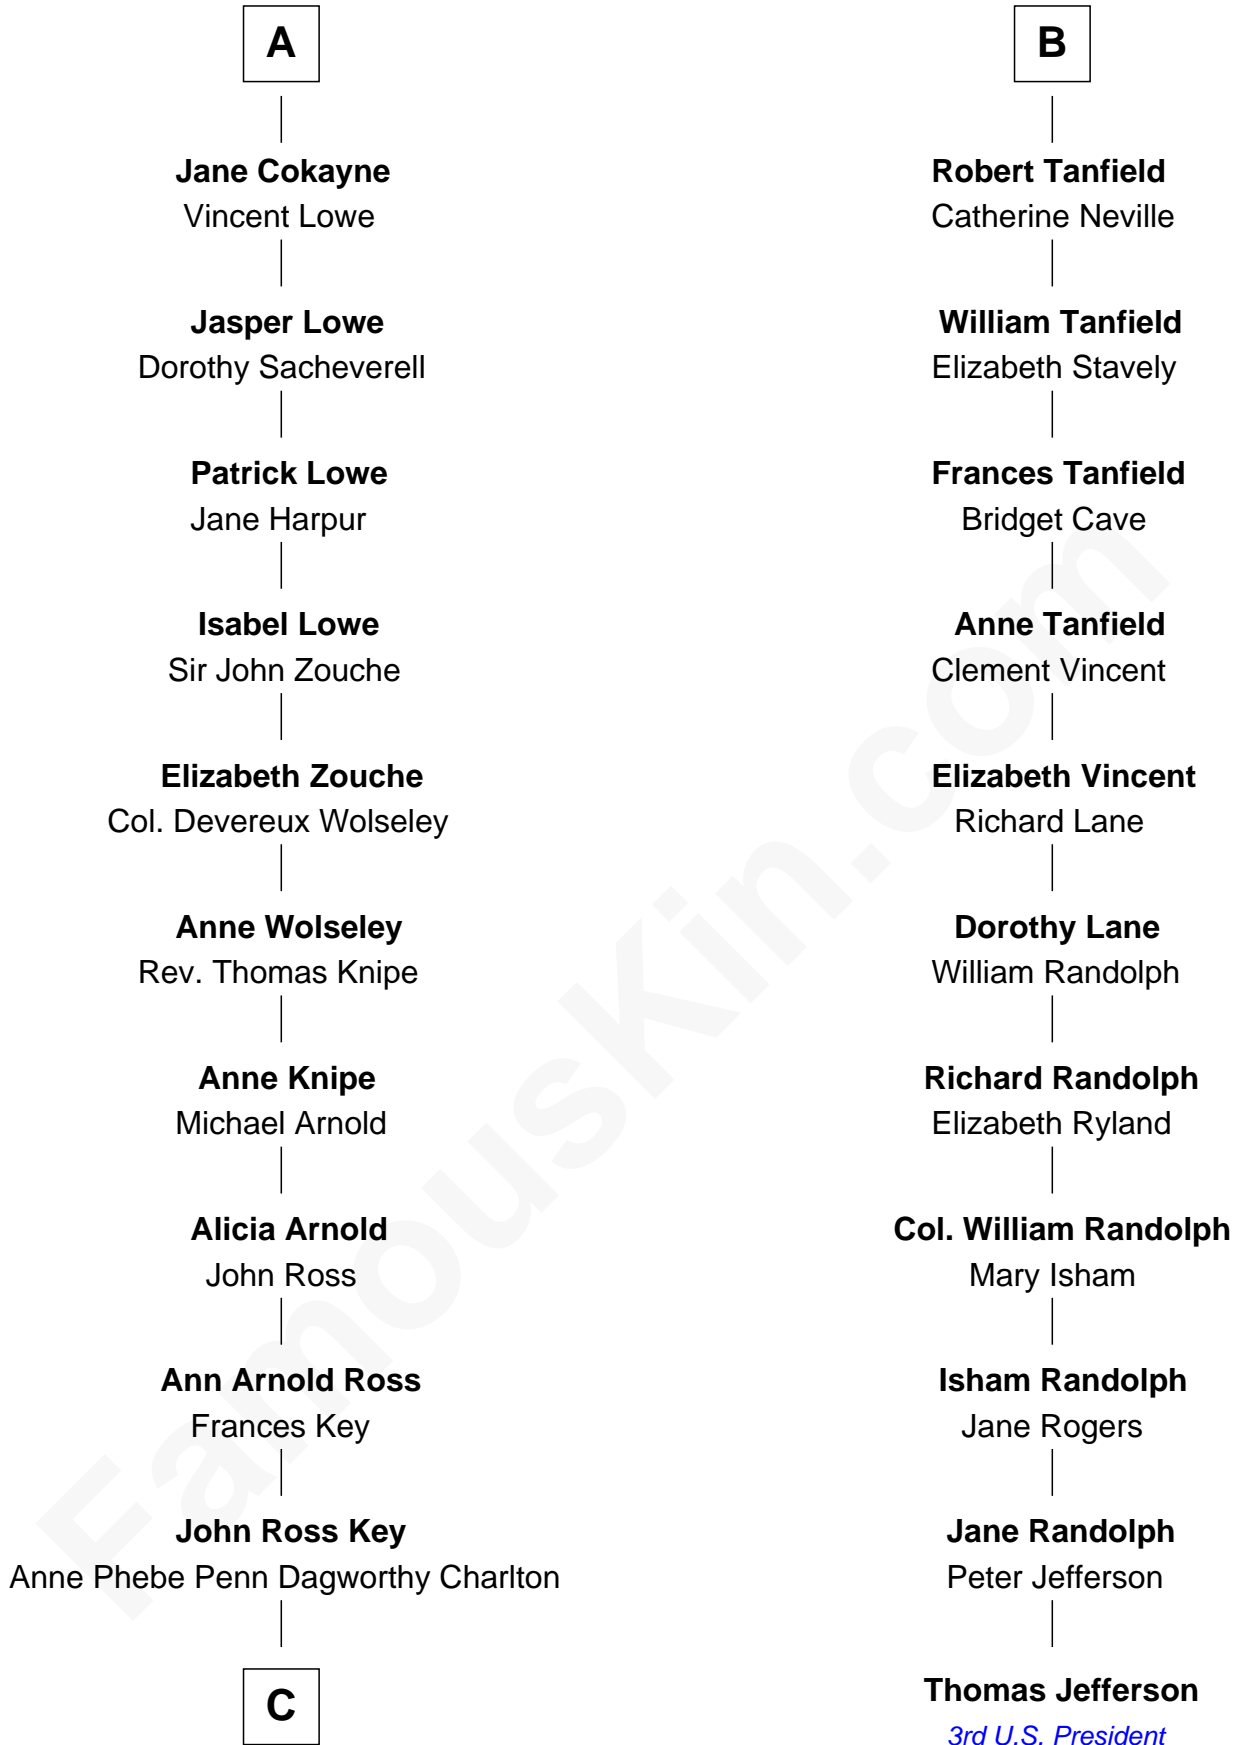 A
Jane Cokayne
Vincent Lowe
Jasper Lowe
Dorothy Sacheverell
Patrick Lowe
Jane Harpur
Isabel Lowe
Sir John Zouche
Elizabeth Zouche
Col. Devereux Wolseley
Anne Wolseley
Rev. Thomas Knipe
Anne Knipe
Michael Arnold
Alicia Arnold
John Ross
Ann Arnold Ross
Frances Key
John Ross Key
Anne Phebe Penn Dagworthy Charlton
C
B
Robert Tanfield
Catherine Neville
William Tanfield
Elizabeth Stavely
Frances Tanfield
Bridget Cave
Anne Tanfield
Clement Vincent
Elizabeth Vincent
Richard Lane
Dorothy Lane
William Randolph
Richard Randolph
Elizabeth Ryland
Col. William Randolph
Mary Isham
Isham Randolph
Jane Rogers
Jane Randolph
Peter Jefferson
Thomas Jefferson
3rd U.S. President
FamousKin.com